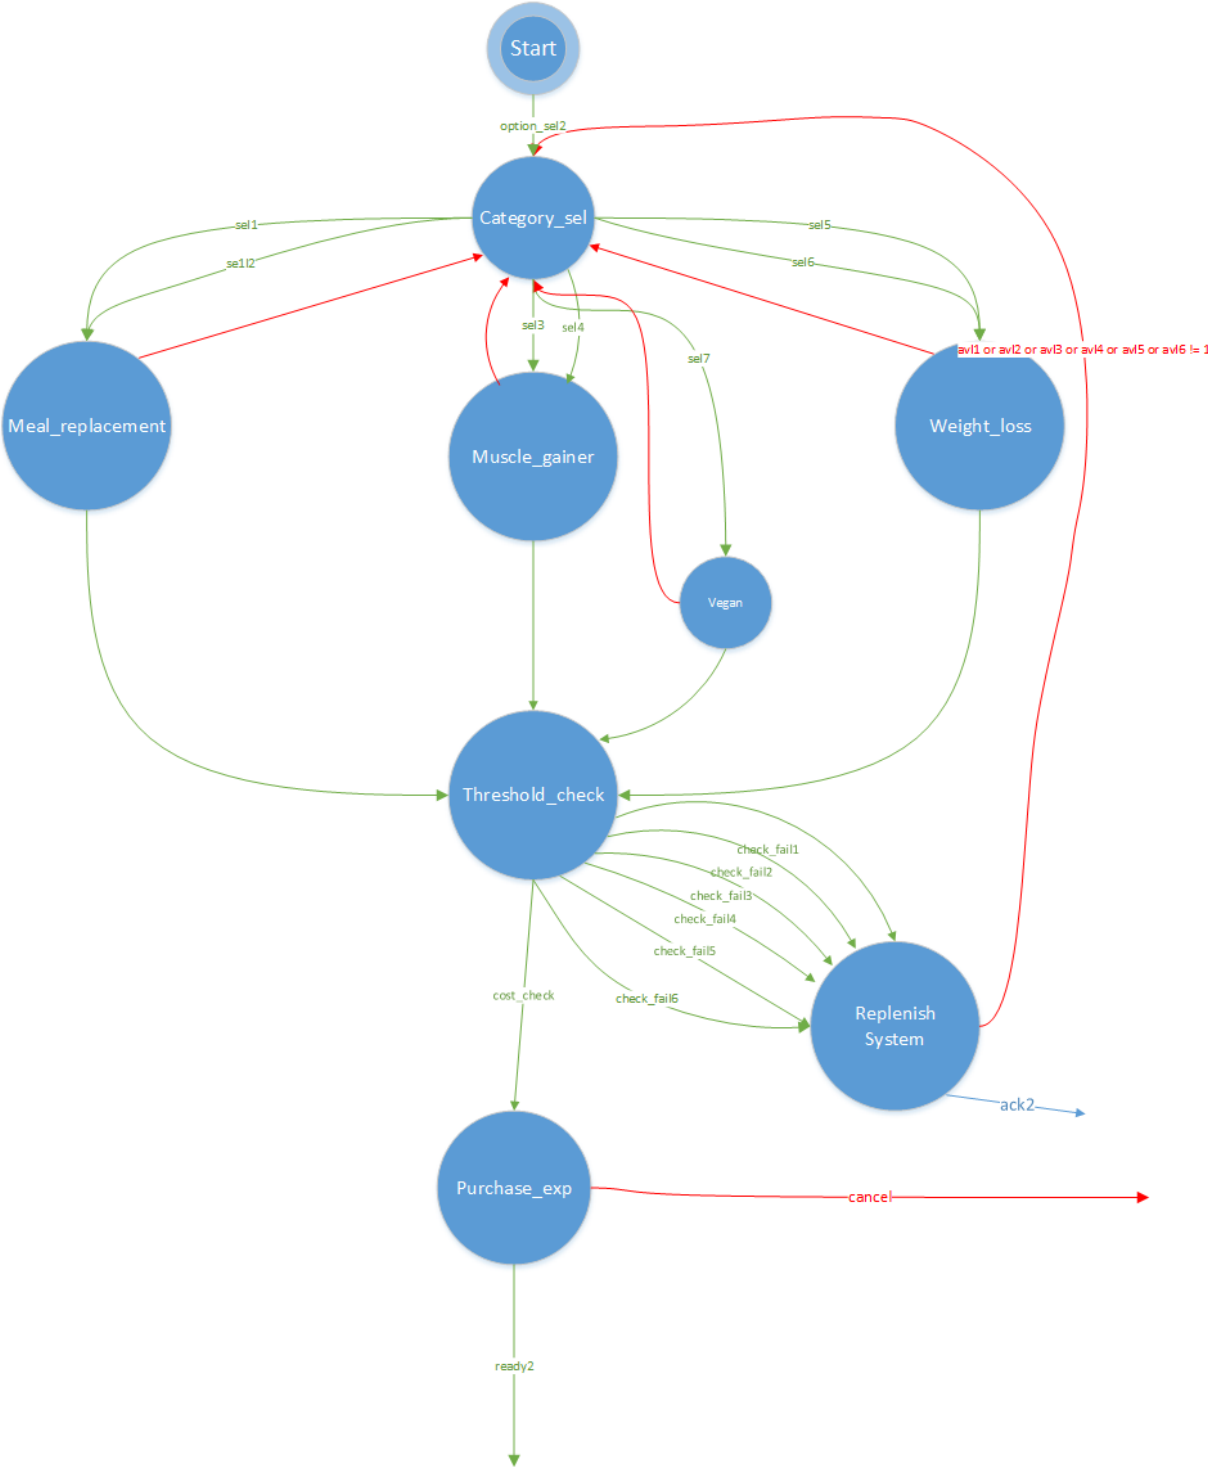 Start
option_sel2
Category_sel
sel1
sel5
se1l2
sel6
sel3
sel4
avl1 or avl2 or avl3 or avl4 or avl5 or avl6 != 1
sel7
Meal_replacement
Weight_loss
Muscle_gainer
Vegan
Threshold_check
check_fail1
check_fail2
check_fail3
check_fail4
check_fail5
cost_check
check_fail6
Replenish
System
ack2
Purchase_exp
cancel
ready2